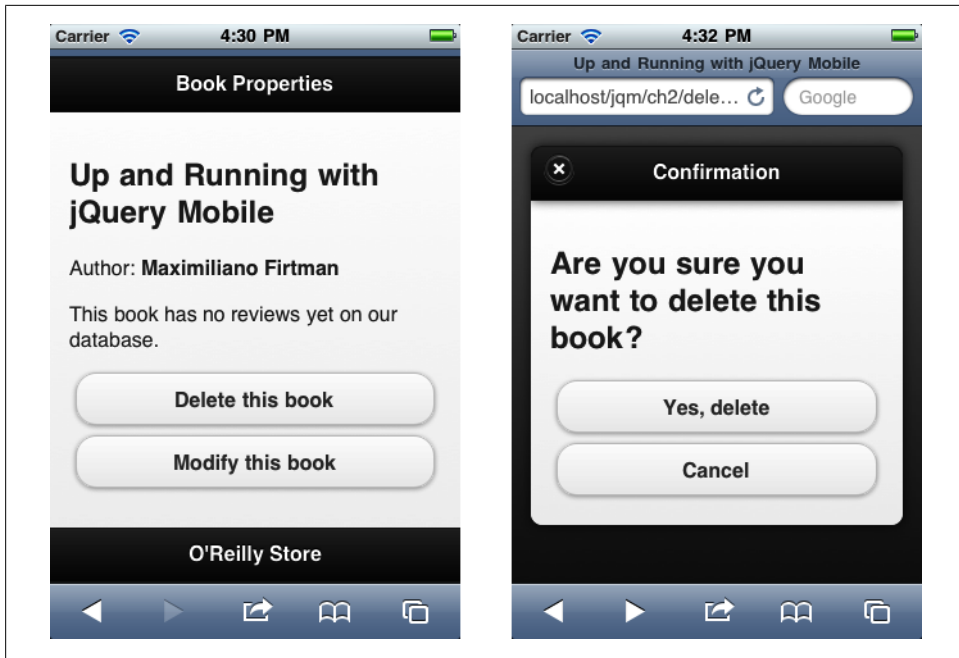 Carrier 4:30 PM
Book Properties
Up and Running with
jQuery Mobile
Author: Maximiliano Firtman
This book has no reviews yet on our
database.
Delete this book
Modify this book
O'Reilly Store
Carrier 4:32 PM
Up and Running with jQuery Mobile
localhost/jqm/ch2/dele... Google
Confirmation
Are you sure you
want to delete this
book?
Yes, delete
Cancel